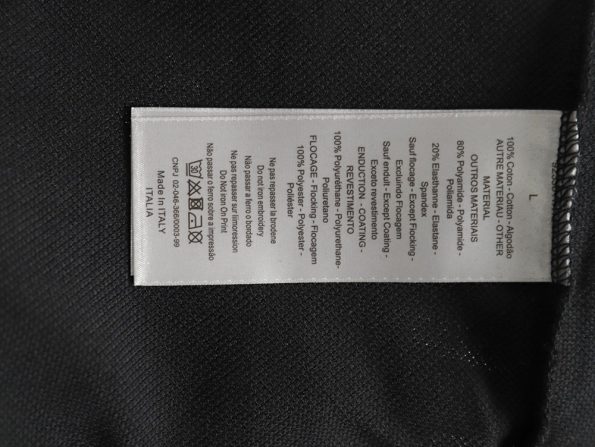 L
100% Coton - Cotton - Algodão
AUTRE MATERIAU - OTHER
MATERIAL
OUTROS MATERIAIS
80% Polyamide - Polyamide -
Poliamida
20% Elasthanne - Elastane -
Spandex
Sauf flocage - Except Flocking -
Excluindo Flocagem
Sauf enduit - Except Coating -
Exceto revestimento
ENDUCTION - COATING -
REVESTIMENTO
100% Polyuréthane - Polyurethane-
Poliuretano
FLOCAGE - Flocking - Flocagem
100% Polyester - Polyester -
Poliéster
Ne pas repasser la broderie
Do not iron embroidery
Não passar a ferro o bordado
Ne pas repasser sur l'impression
Do Not Iron On Print
Não passar o ferro sobre a impressão
CNPU 02-046-366/0003-99
Made In ITALY
ITALIA